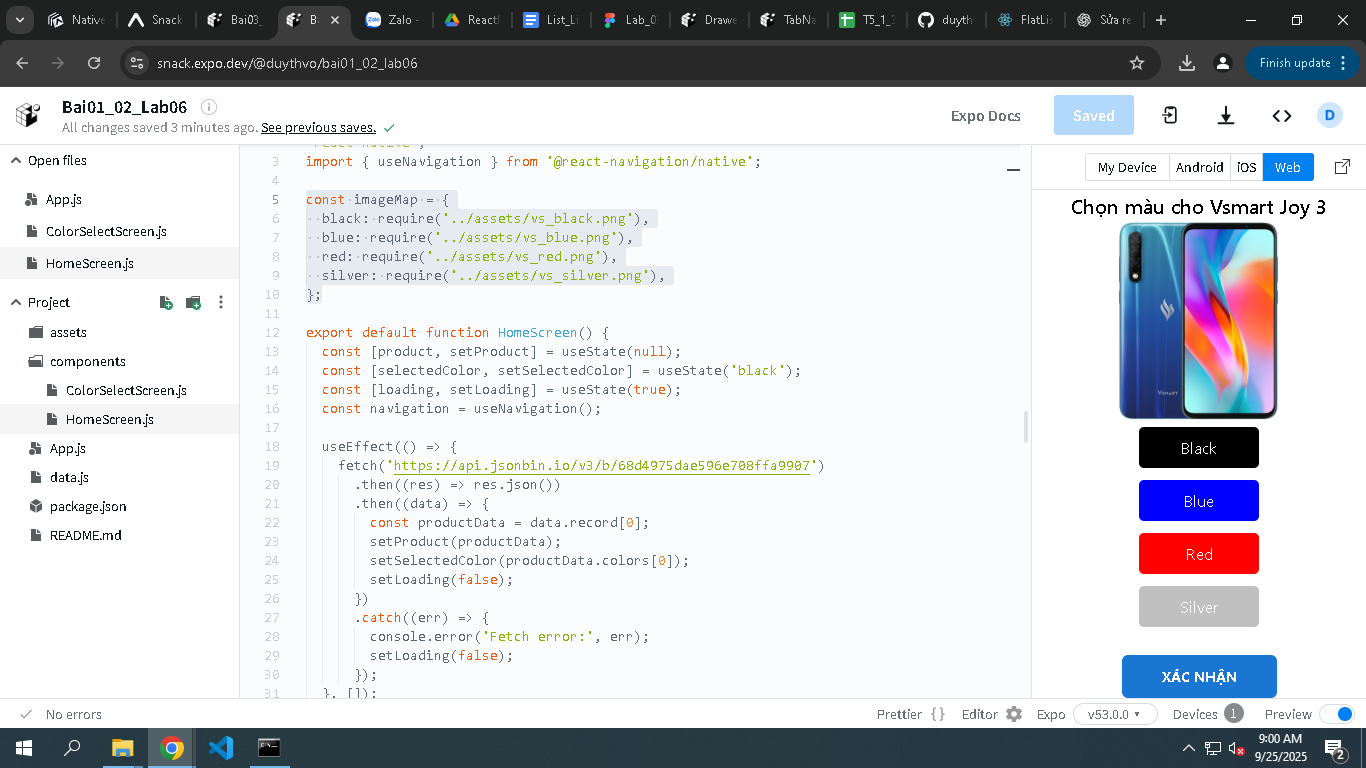 Native
Snack
Bai03_
B
Zalo -
ReactN
List_Li
Lab_0
Drawe
TabNa
T5_1_
duyth
FlatLis
Sửa re
snack.expo.dev/@duythvo/bai01_02_lab06
Finish update
Bai01_02_Lab06
All changes saved 3 minutes ago. See previous saves.
Expo Docs
Saved
D
Open files
App.js
ColorSelectScreen.js
HomeScreen.js
Project
assets
components
ColorSelectScreen.js
HomeScreen.js
App.js
data.js
package.json
README.md
3 import { useNavigation } from '@react-navigation/native';
4
5 const imageMap = {
6 black: require('../assets/vs_black.png'),
7 blue: require('../assets/vs_blue.png'),
8 red: require('../assets/vs_red.png'),
9 silver: require('../assets/vs_silver.png'),
10 };
11
12 export default function HomeScreen() {
13 const [product, setProduct] = useState(null);
14 const [selectedColor, setSelectedColor] = useState('black');
15 const [loading, setLoading] = useState(true);
16 const navigation = useNavigation();
17
18 useEffect(() => {
19 fetch('https://api.jsonbin.io/v3/b/68d4975dae596e708ffa9907')
20 .then((res) => res.json())
21 .then((data) => {
22 const productData = data.record[0];
23 setProduct(productData);
24 setSelectedColor(productData.colors[0]);
25 setLoading(false);
26 })
27 .catch((err) => {
28 console.error('Fetch error:', err);
29 setLoading(false);
30 });
31 }, []);
My Device
Android
iOS
Web
Chọn màu cho Vsmart Joy 3
Vsmart
Black
Blue
Red
Silver
XÁC NHẬN
No errors
Prettier {}
Editor
Expo
v53.0.0
Devices 1
Preview
9:00 AM
9/25/2025
2